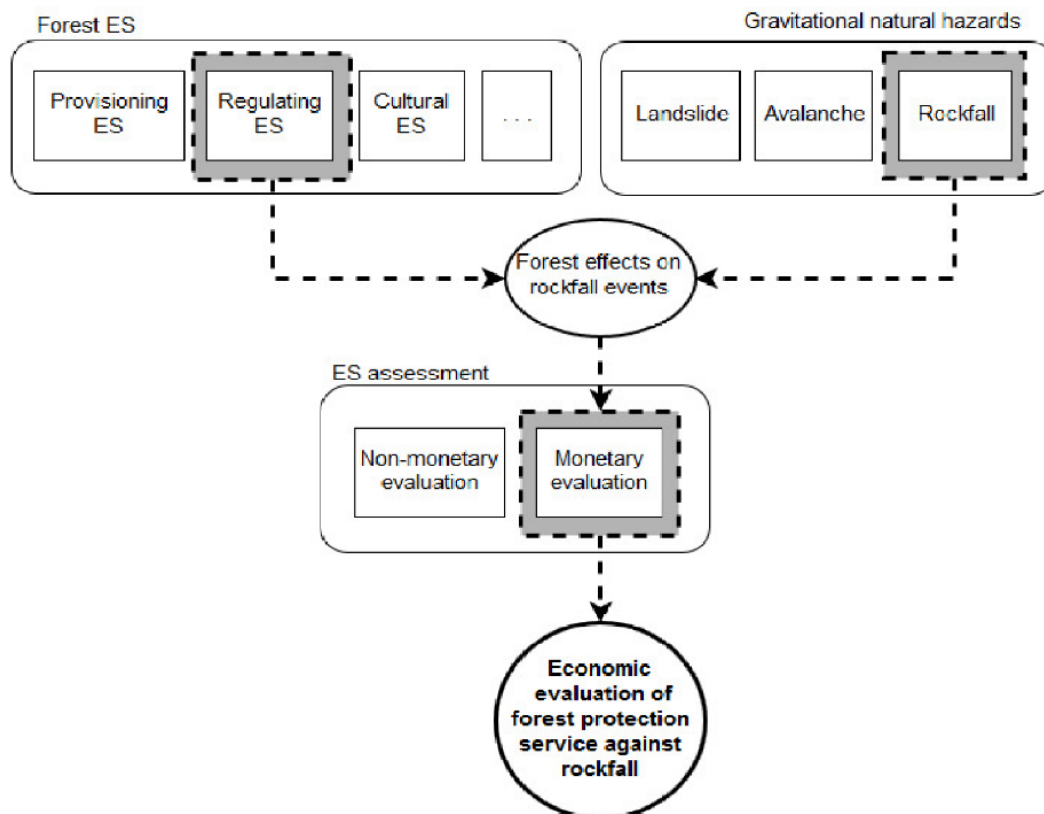 Forest ES
Gravitational natural hazards
Provisioning
ES
Regulating
ES
Cultural
ES
. . .
Landslide
Avalanche
Rockfall
Forest effects on
rockfall events
ES assessment
Non-monetary
evaluation
Monetary
evaluation
Economic
evaluation of
forest protection
service against
rockfall